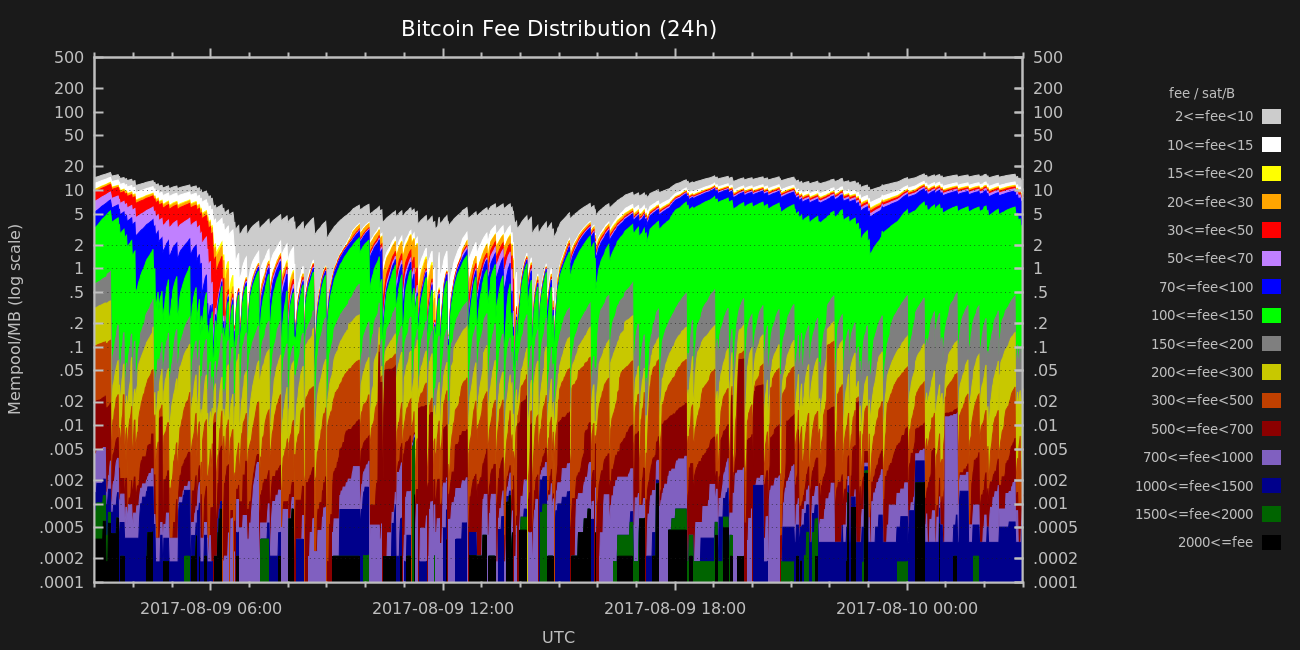 Bitcoin Fee Distribution (24h)
500
200
100
50
20
10
5
2
1
.5
.2
.1
.05
.02
.01
.005
.002
.001
.0005
.0002
.0001
Mempool/MB (log scale)
500
200
100
50
20
10
5
2
1
.5
.2
.1
.05
.02
.01
.005
.002
.001
.0005
.0002
.0001
2017-08-09 06:00
2017-08-09 12:00
2017-08-09 18:00
2017-08-10 00:00
UTC
fee / sat/B
2<=fee<10
10<=fee<15
15<=fee<20
20<=fee<30
30<=fee<50
50<=fee<70
70<=fee<100
100<=fee<150
150<=fee<200
200<=fee<300
300<=fee<500
500<=fee<700
700<=fee<1000
1000<=fee<1500
1500<=fee<2000
2000<=fee